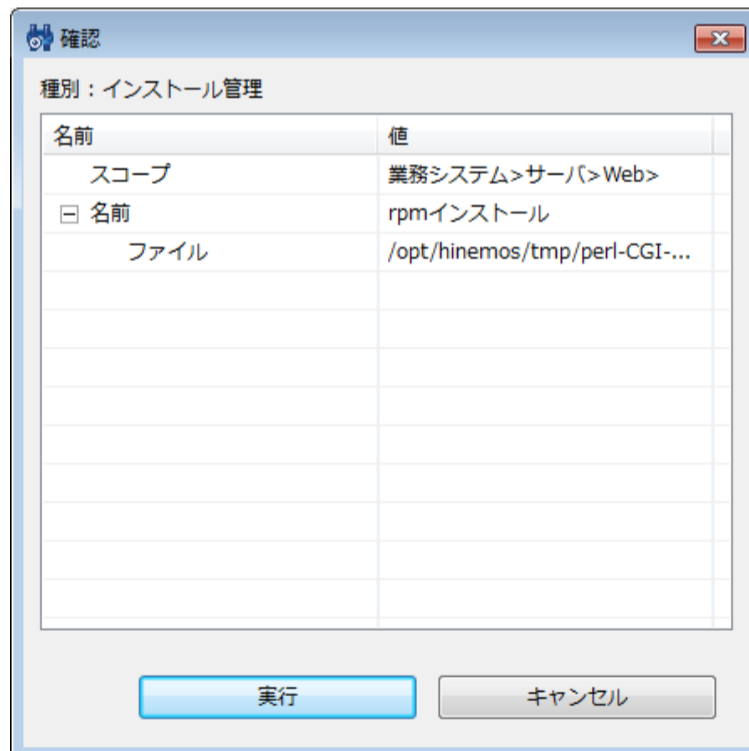 確認
種別：インストール管理
名前 値
スコープ 業務システム>サーバ>Web>
名前 rpmインストール
ファイル /opt/hinemos/tmp/perl-CGI-...
実行 キャンセル